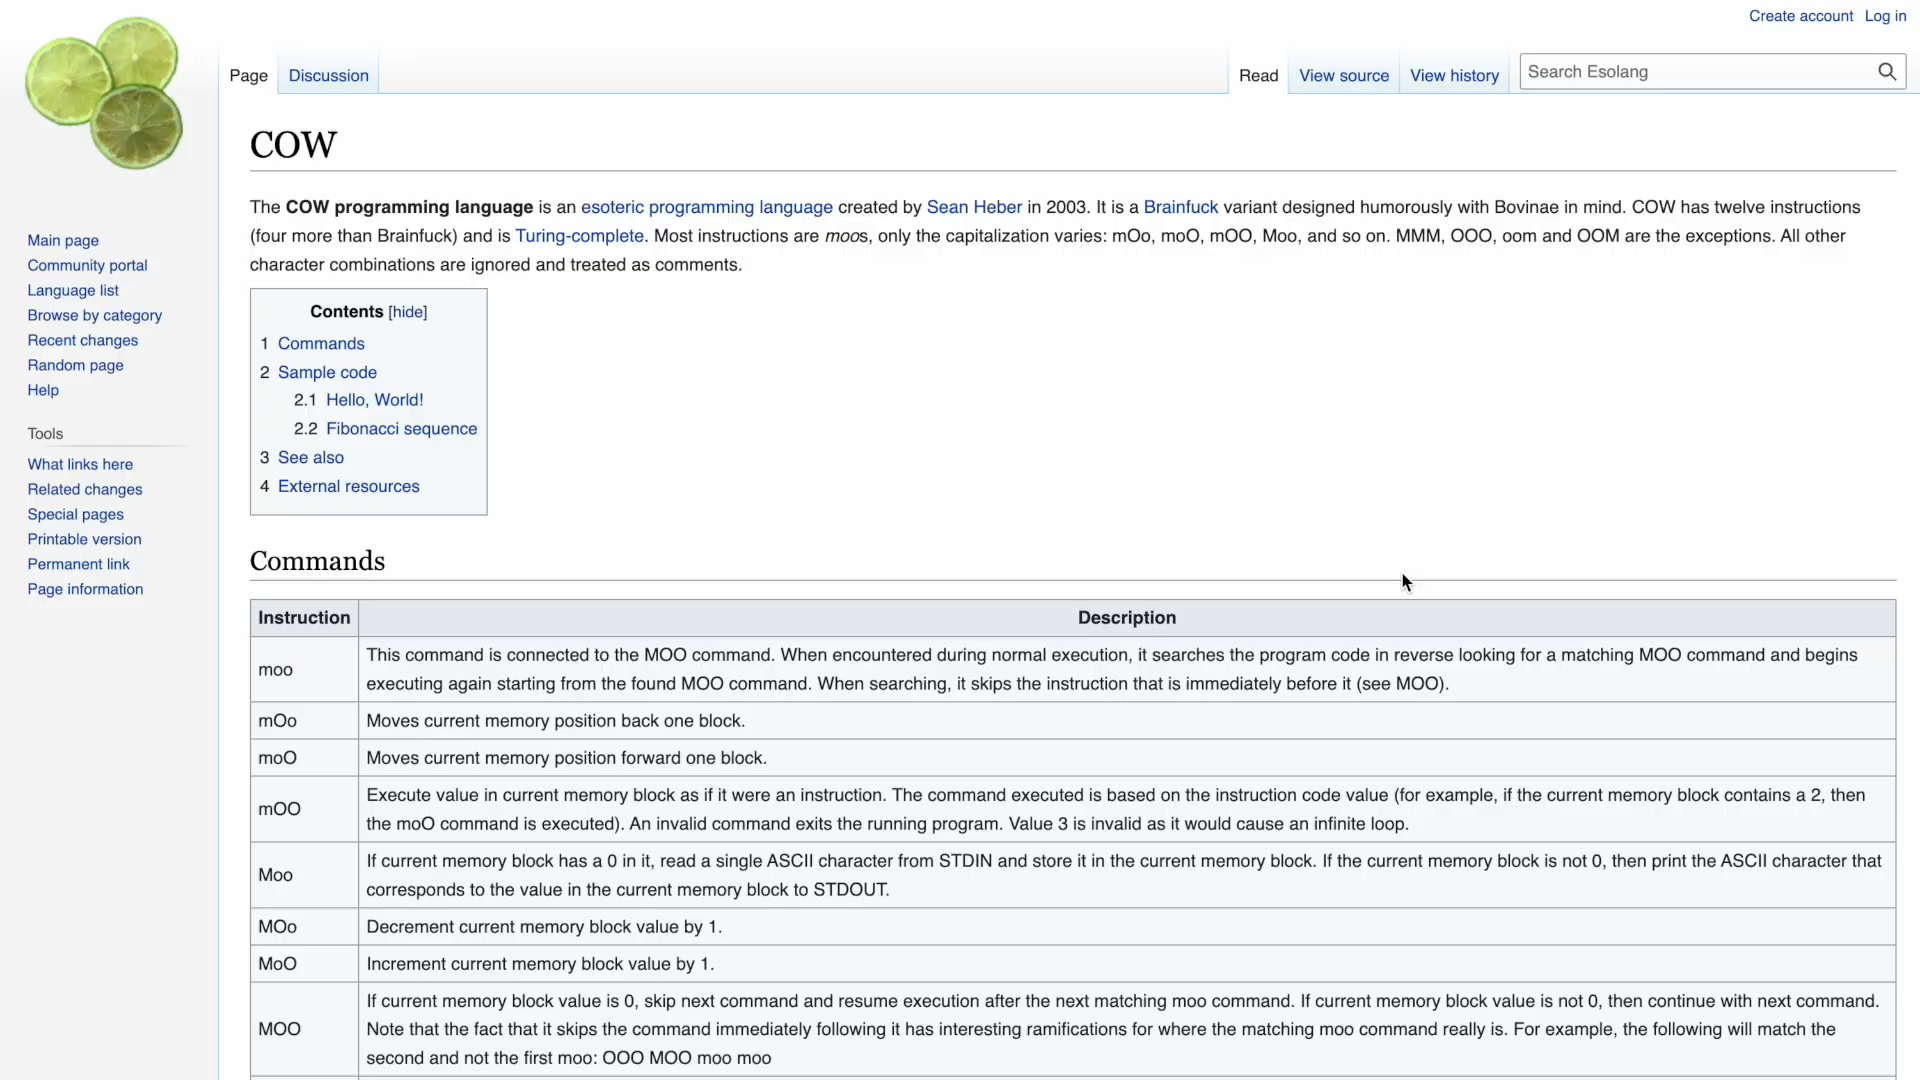 Create account Log in
Page Discussion Read View source View history Search Esolang
COW
The COW programming language is an esoteric programming language created by Sean Heber in 2003. It is a Brainfuck variant designed humorously with Bovinae in mind. COW has twelve instructions
(four more than Brainfuck) and is Turing-complete. Most instructions are moos, only the capitalization varies: mOo, moO, mOO, Moo, and so on. MMM, OOO, oom and OOM are the exceptions. All other
character combinations are ignored and treated as comments.
Main page
Community portal
Language list
Browse by category
Recent changes
Random page
Help
Tools
What links here
Related changes
Special pages
Printable version
Permanent link
Page information
Contents [hide]
1 Commands
2 Sample code
2.1 Hello, World!
2.2 Fibonacci sequence
3 See also
4 External resources
Commands
Instruction Description
moo This command is connected to the MOO command. When encountered during normal execution, it searches the program code in reverse looking for a matching MOO command and begins
executing again starting from the found MOO command. When searching, it skips the instruction that is immediately before it (see MOO).
mOo Moves current memory position back one block.
moO Moves current memory position forward one block.
mOO Execute value in current memory block as if it were an instruction. The command executed is based on the instruction code value (for example, if the current memory block contains a 2, then
the moO command is executed). An invalid command exits the running program. Value 3 is invalid as it would cause an infinite loop.
Moo If current memory block has a 0 in it, read a single ASCII character from STDIN and store it in the current memory block. If the current memory block is not 0, then print the ASCII character that
corresponds to the value in the current memory block to STDOUT.
MOo Decrement current memory block value by 1.
MoO Increment current memory block value by 1.
MOO If current memory block value is 0, skip next command and resume execution after the next matching moo command. If current memory block value is not 0, then continue with next command.
Note that the fact that it skips the command immediately following it has interesting ramifications for where the matching moo command really is. For example, the following will match the
second and not the first moo: OOO MOO moo moo